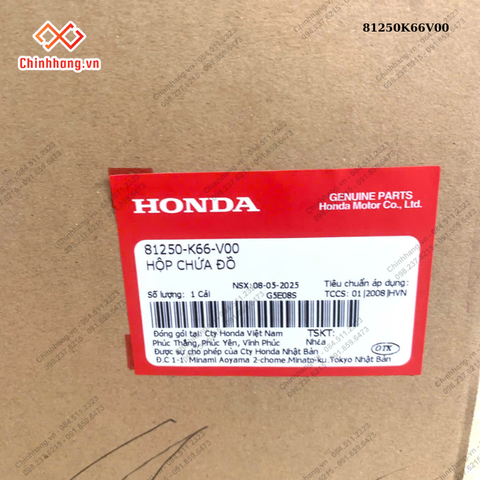 81250K66V00
Chinhhong.vn
HONDA
GENUINE PARTS
Honda Motor Co., Ltd.
81250-K66-V00
HỘP CHỨA ĐỒ
NSX:08-05-2025
Tiêu chuẩn áp dụng:
Số lượng: 1 Cái
G5E08S
TCCS: 01|2008|HVN
Đóng gói tại: Cty Honda Việt Nam
TSKT:
Phúc Thắng, Phúc Yên, Vĩnh Phúc
Nhựa
Được sự cho phép của Cty Honda Nhật Bản
Đ.C 1-1. Minami Aoyama 2-chome,Minato-ku,Tokyo Nhật Bản
OTK